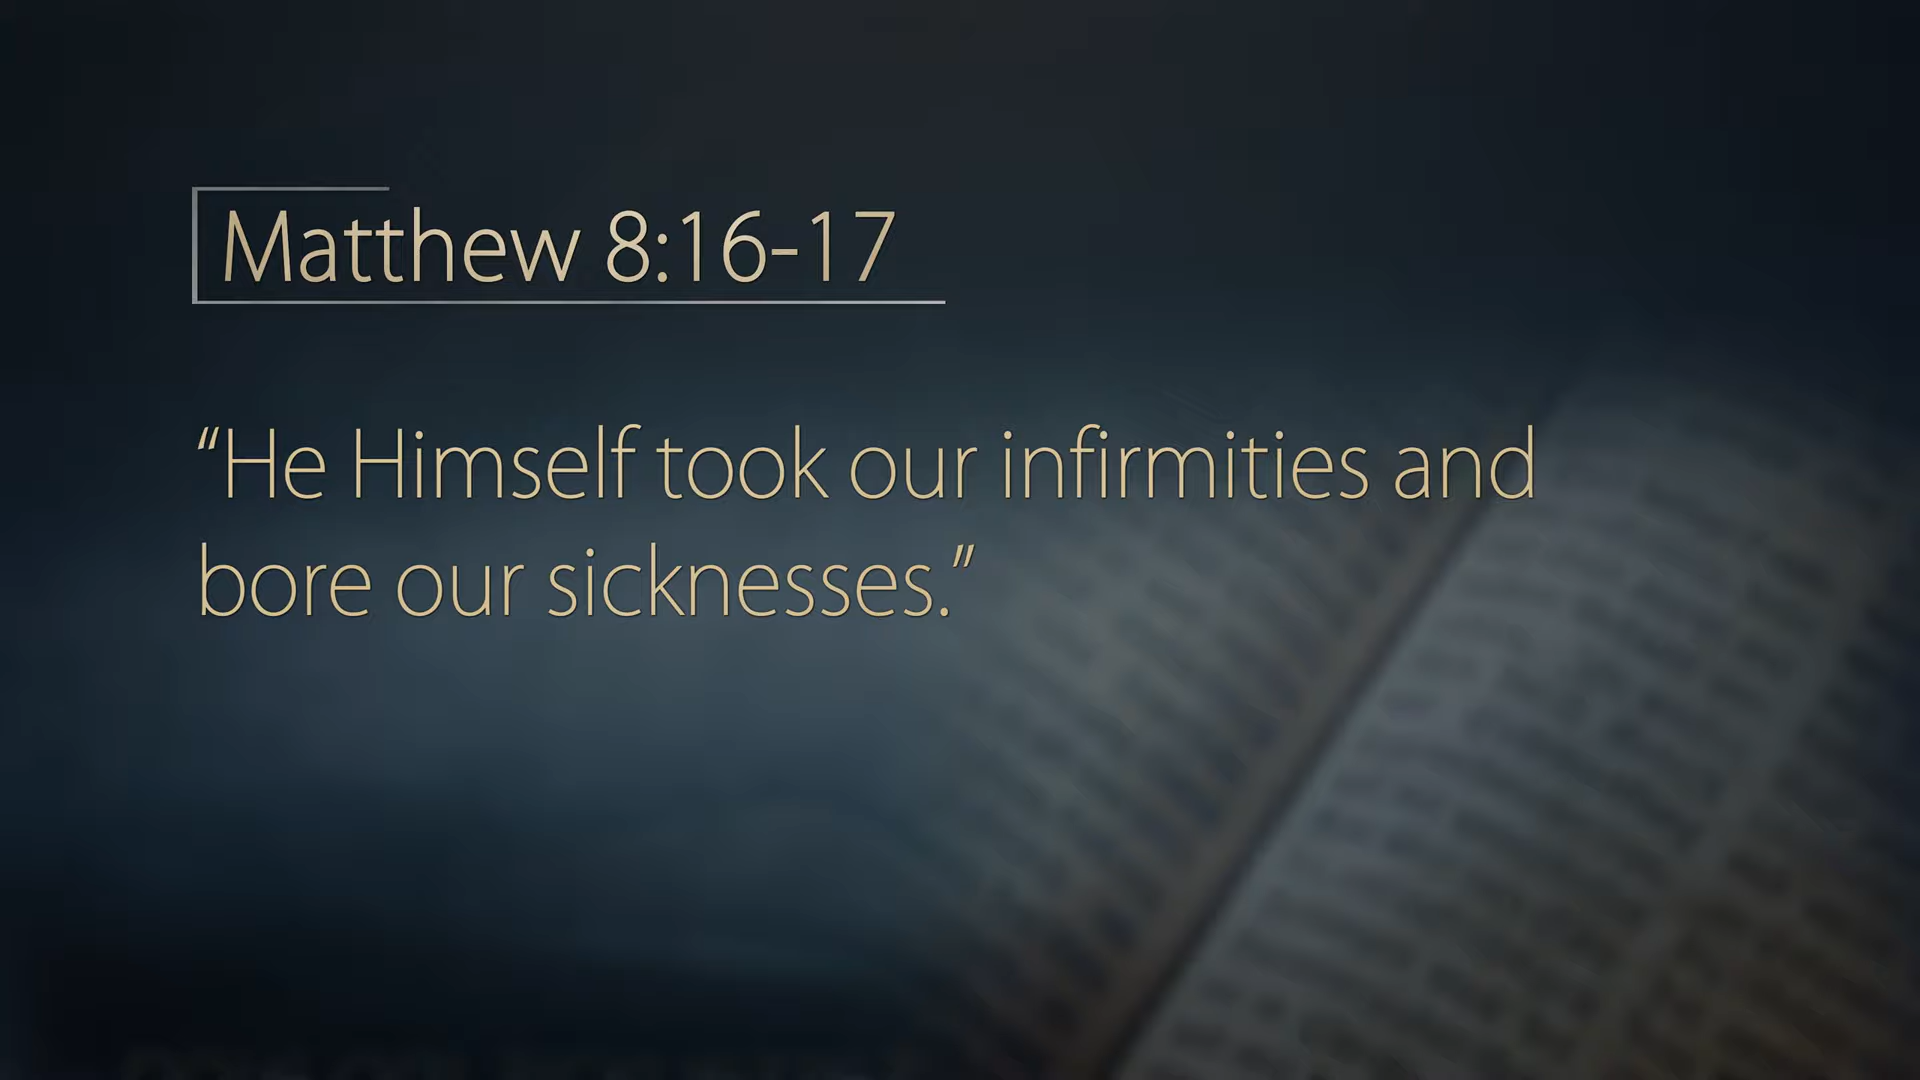 Matthew 8:16-17
“He Himself took our infirmities and
bore our sicknesses.”